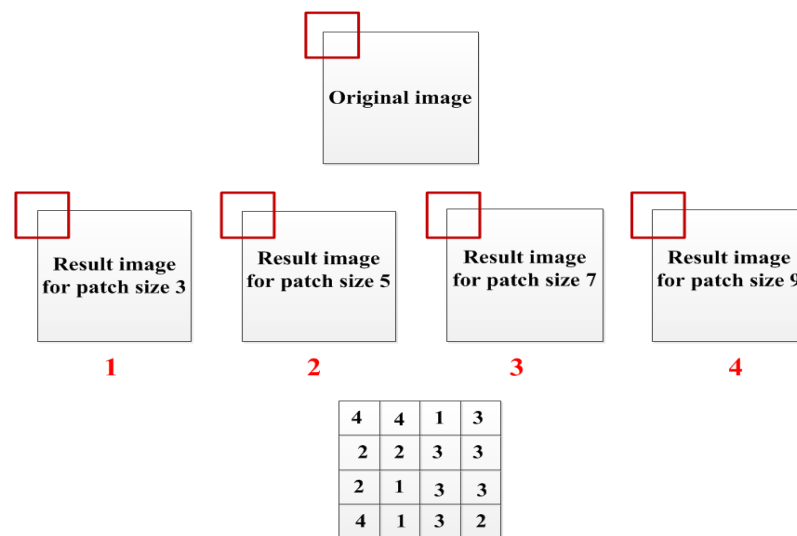 Original image
Result image
for patch size 3
Result image
for patch size 5
Result image
for patch size 7
Result image
for patch size 9
1
2
3
4
4 4 1 3
2 2 3 3
2 1 3 3
4 1 3 2